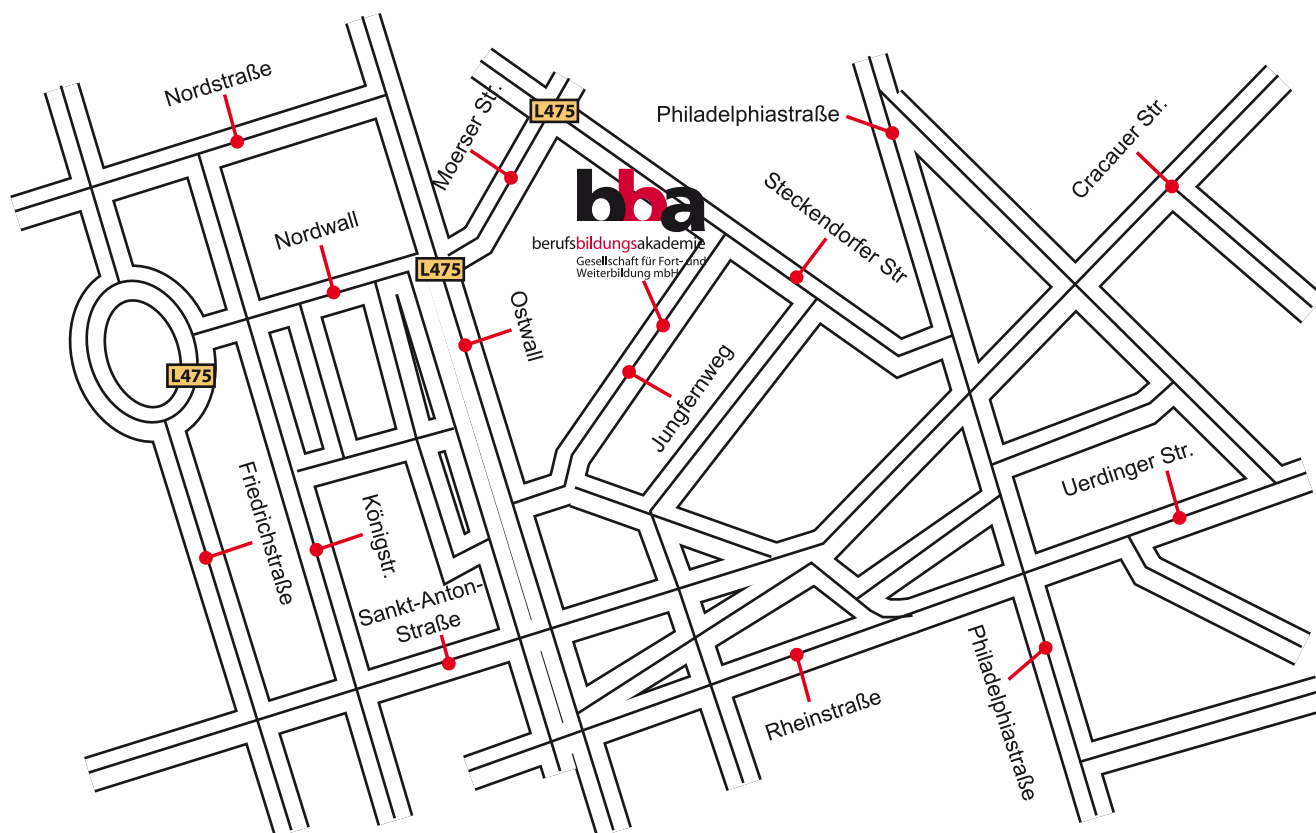 Nordstraße
Moerser Str.
L475
Philadelphiastraße
Cracauer Str.
bba
berufsbildungsakademie
Gesellschaft für Fort- und
Weiterbildung mbH
Steckendorfer Str
Nordwall
L475
Ostwall
L475
Jungfernweg
Uerdinger Str.
Friedrichstraße
Königstr.
Sankt-Anton-
Straße
Rheinstraße
Philadelphiastraße